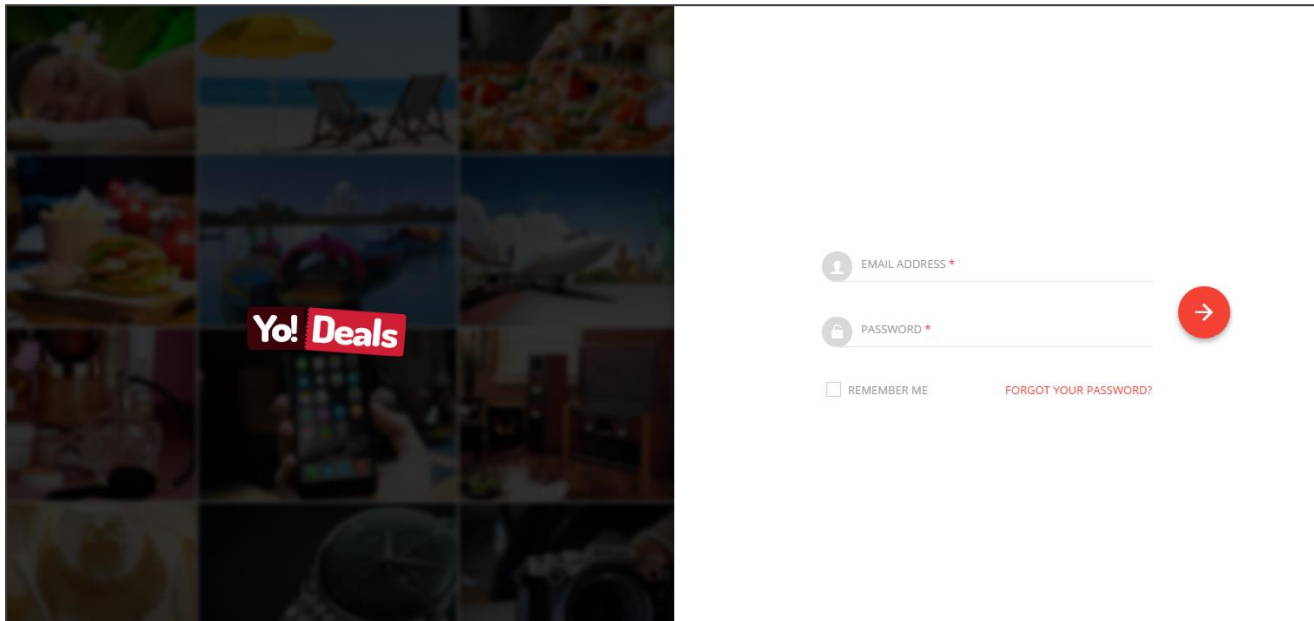 Yo! Deals
EMAIL ADDRESS *
PASSWORD *
REMEMBER ME
FORGOT YOUR PASSWORD?